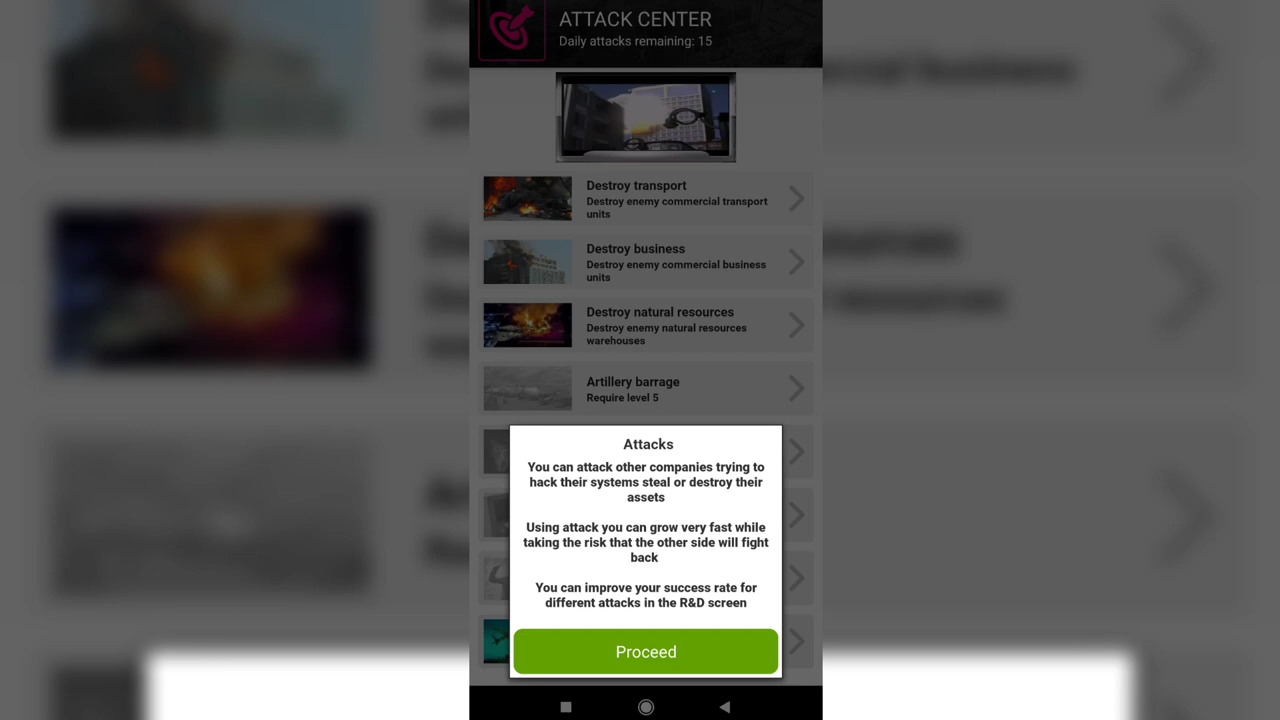 ATTACK CENTER
Daily attacks remaining: 15
Destroy transport
Destroy enemy commercial transport
units
Destroy business
Destroy enemy commercial business
units
Destroy natural resources
Destroy enemy natural resources
warehouses
Artillery barrage
Require level 5
Attacks
You can attack other companies trying to
hack their systems steal or destroy their
assets
Using attack you can grow very fast while
taking the risk that the other side will fight
back
You can improve your success rate for
different attacks in the R&D screen
Proceed